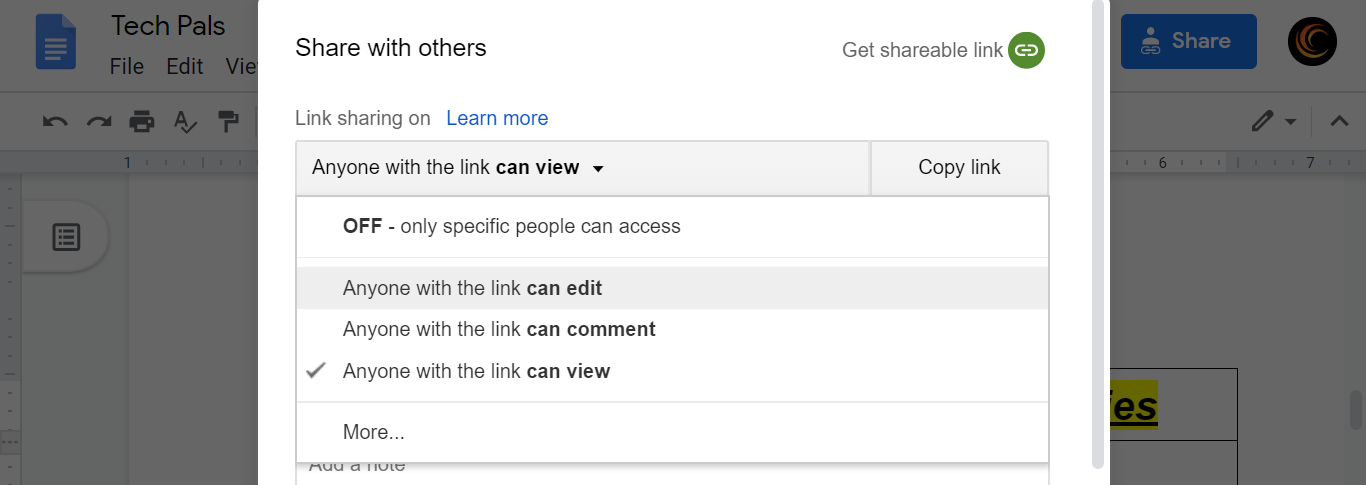 Tech Pals
File Edit
Share with others
Get shareable link
Share
Link sharing on Learn more
Anyone with the link can view
Copy link
1
6 7
OFF - only specific people can access
Anyone with the link can edit
Anyone with the link can comment
Anyone with the link can view
More...
Add a note